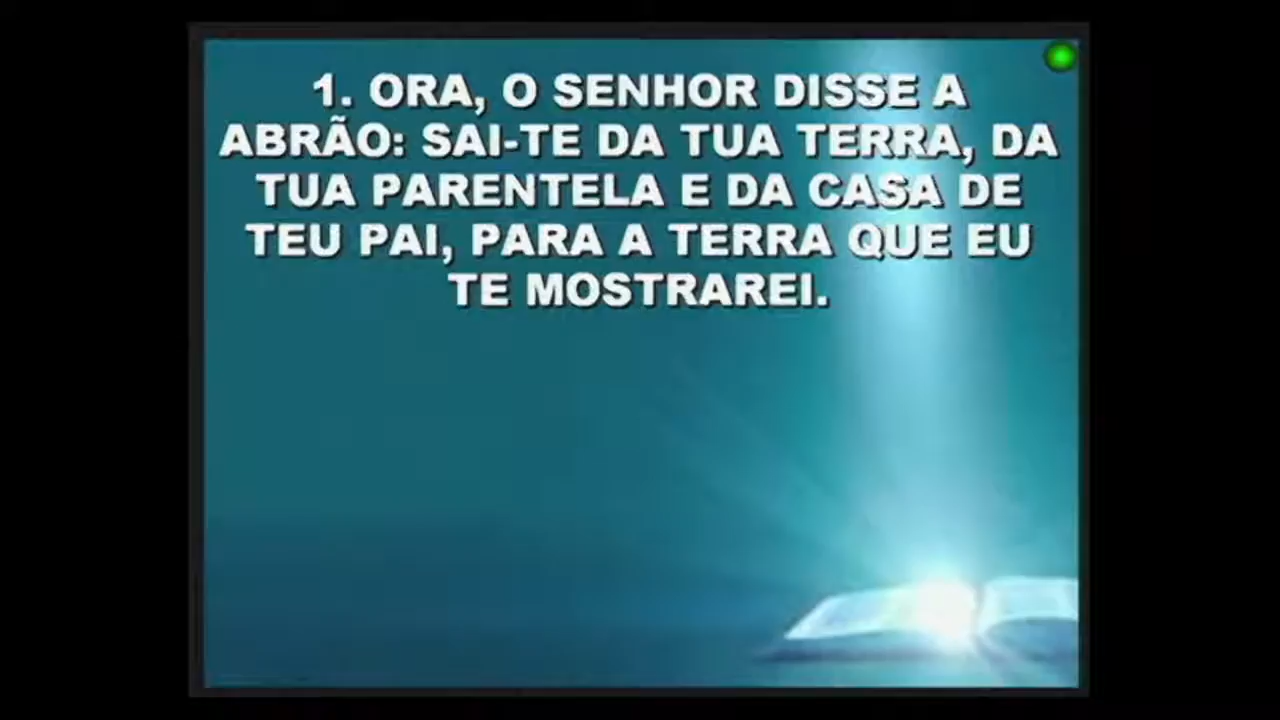 1. ORA, O SENHOR DISSE A
ABRÃO: SAI-TE DA TUA TERRA, DA
TUA PARENTELA E DA CASA DE
TEU PAI, PARA A TERRA QUE EU
TE MOSTRAREI.